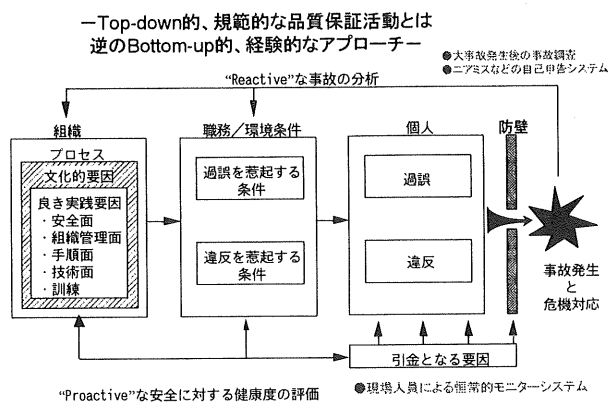 －Top-down的、規範的な品質保証活動とは
逆のBottom-up的、経験的なアプローチー
●大事故発生後の事故調査
●ニアミスなどの自己申告システム
“Reactive”な事故の分析
組織
職務／環境条件
個人
防壁
プロセス
文化的要因
良き実践要因
・安全面
・組織管理面
・手順面
・技術面
・訓練
過誤を惹起する
条件
違反を惹起する
条件
過誤
違反
事故発生
と
危機対応
引金となる要因
“Proactive”な安全に対する健康度の評価
●現場人員による恒常的モニターシステム